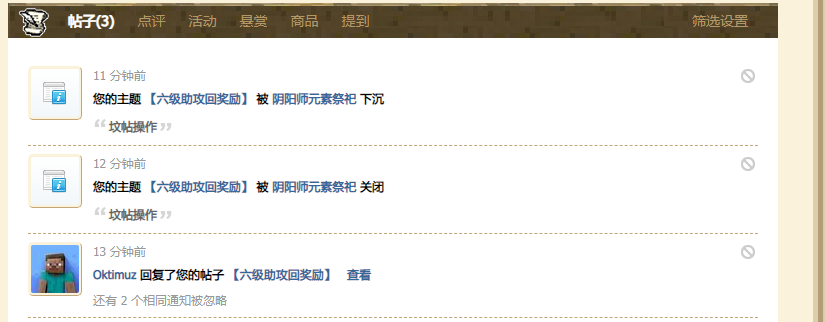 帖子(3) 点评 活动 悬赏 商品 提到 筛选设置
11 分钟前
您的主题 【六级助攻回奖励】 被 阴阳师元素祭祀 下沉
“ 坟帖操作 ”
12 分钟前
您的主题 【六级助攻回奖励】 被 阴阳师元素祭祀 关闭
“ 坟帖操作 ”
13 分钟前
Oktimuz 回复了您的帖子 【六级助攻回奖励】 查看
还有 2 个相同通知被忽略